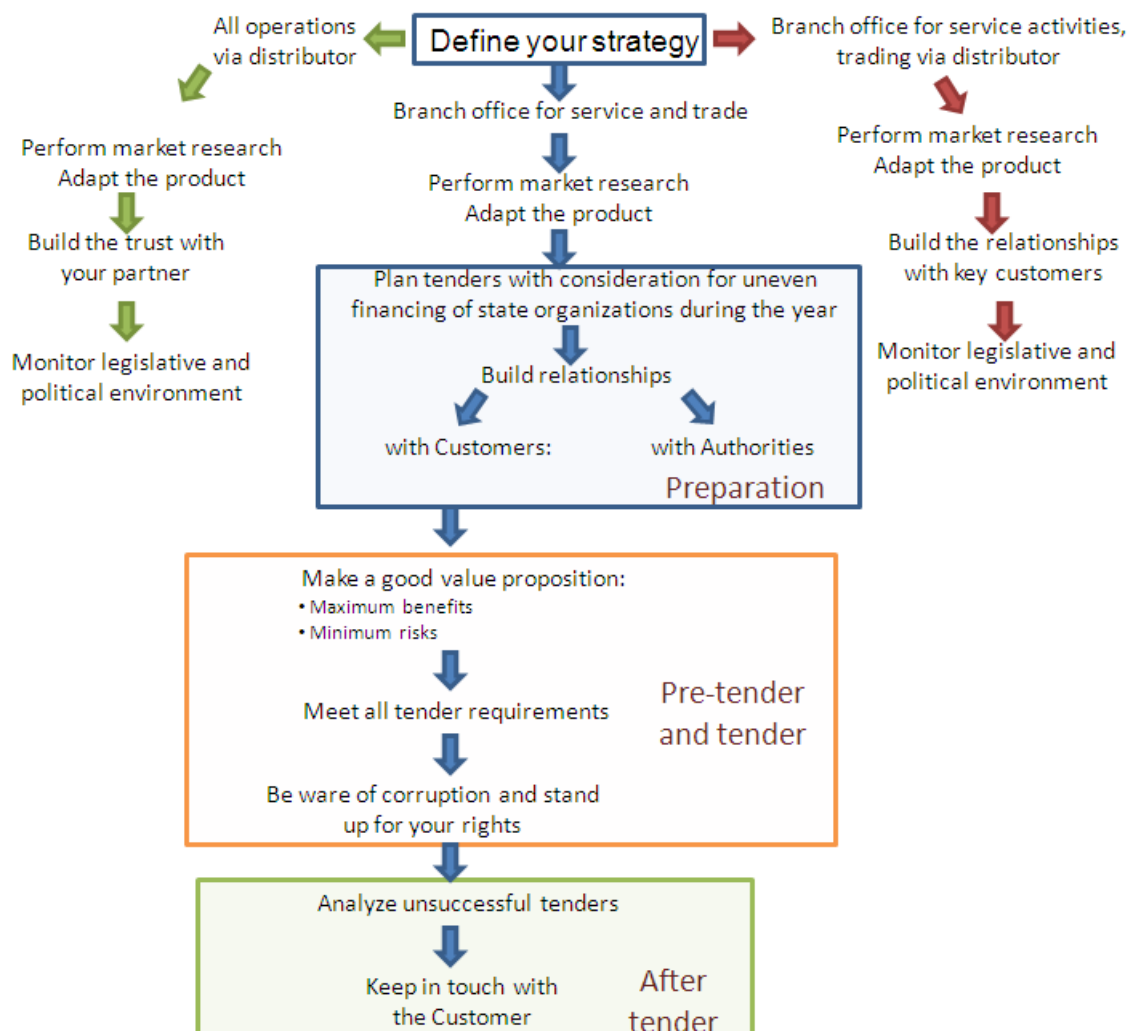 Define your strategy
All operations
via distributor
Perform market research
Adapt the product
Build the trust with
your partner
Monitor legislative and
political environment
Branch office for service and trade
Perform market research
Adapt the product
Plan tenders with consideration for uneven
financing of state organizations during the year
Build relationships
with Customers:
with Authorities
Preparation
Branch office for service activities,
trading via distributor
Perform market research
Adapt the product
Build the relationships
with key customers
Monitor legislative and
political environment
Make a good value proposition:
• Maximum benefits
• Minimum risks
Meet all tender requirements
Be ware of corruption and stand
up for your rights
Pre-tender
and tender
Analyze unsuccessful tenders
Keep in touch with
the Customer
After
tender